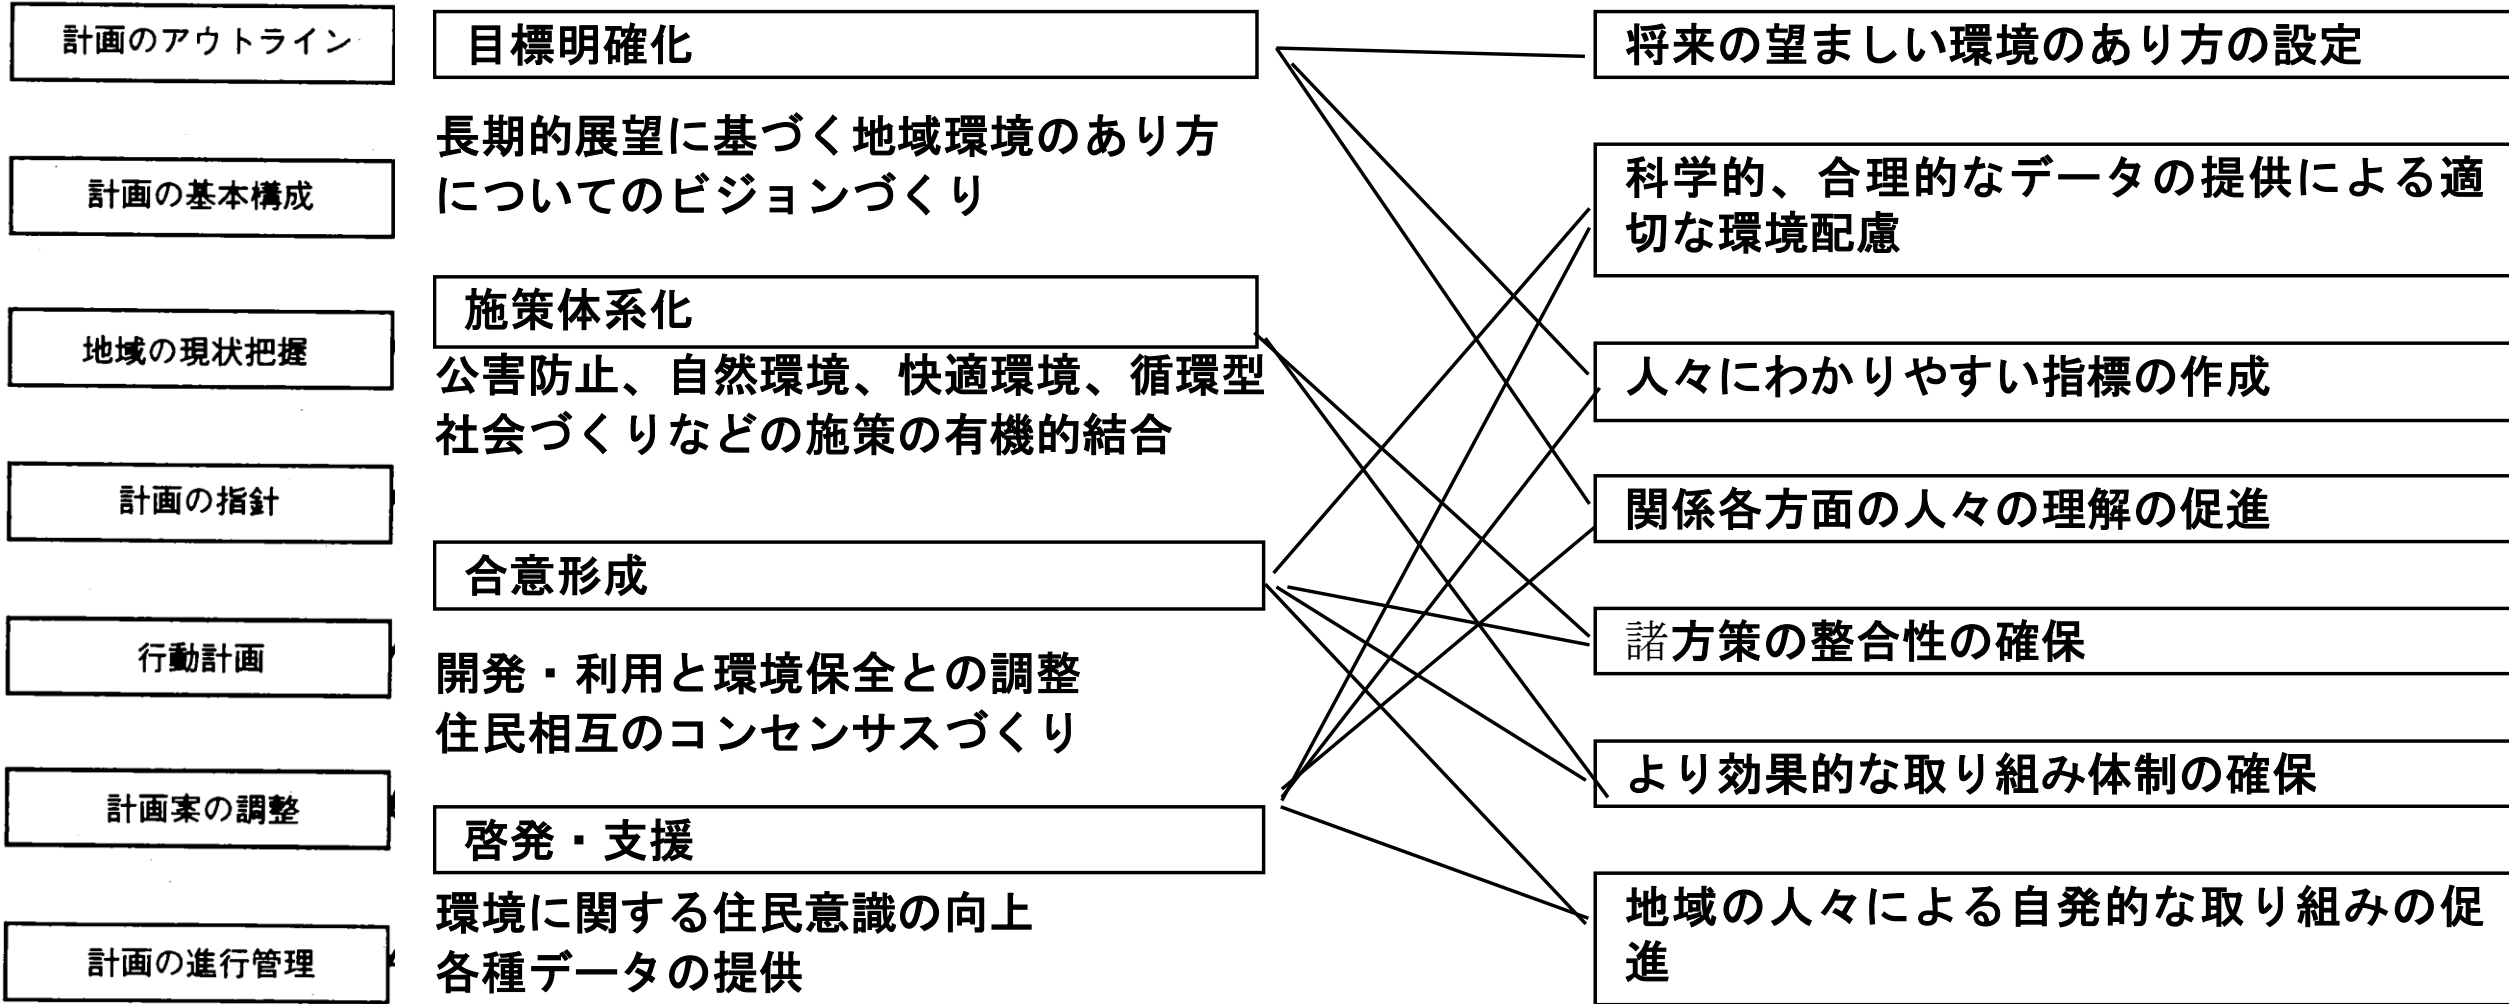 計画のアウトライン
計画の基本構成
地域の現状把握
計画の指針
行動計画
計画案の調整
計画の進行管理
目標明確化
長期的展望に基づく地域環境のあり方
についてのビジョンづくり
施策体系化
公害防止、自然環境、快適環境、循環型
社会づくりなどの施策の有機的結合
合意形成
開発・利用と環境保全との調整
住民相互のコンセンサスづくり
啓発・支援
環境に関する住民意識の向上
各種データの提供
将来の望ましい環境のあり方の設定
科学的、合理的なデータの提供による適
切な環境配慮
人々にわかりやすい指標の作成
関係各方面の人々の理解の促進
諸方策の整合性の確保
より効果的な取り組み体制の確保
地域の人々による自発的な取り組みの促
進